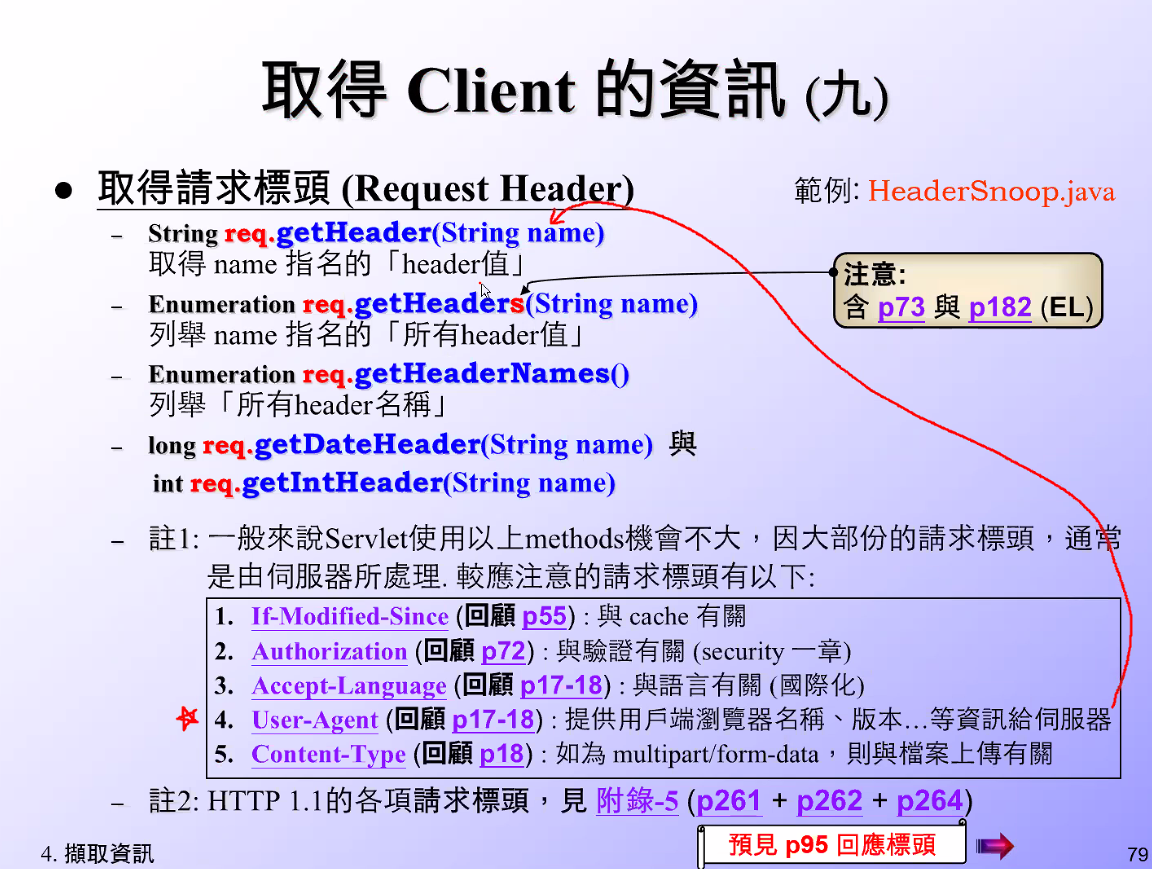 取得 Client 的資訊 (九)
● 取得請求標頭 (Request Header)
範例: HeaderSnoop.java
– String req.getHeader(String name)
取得 name 指名的「header值」
– Enumeration req.getHeaders(String name)
列舉 name 指名的「所有header值」
注意:
含 p73 與 p182 (EL)
– Enumeration req.getHeaderNames()
列舉「所有header名稱」
– long req.getDateHeader(String name) 與
int req.getIntHeader(String name)
– 註1: 一般來說Servlet使用以上methods機會不大，因大部份的請求標頭，通常
是由伺服器所處理. 較應注意的請求標頭有以下:
1. If-Modified-Since (回顧 p55) : 與 cache 有關
2. Authorization (回顧 p72) : 與驗證有關 (security 一章)
3. Accept-Language (回顧 p17-18) : 與語言有關 (國際化)
4. User-Agent (回顧 p17-18) : 提供用戶端瀏覽器名稱、版本…等資訊給伺服器
5. Content-Type (回顧 p18) : 如為 multipart/form-data，則與檔案上傳有關
– 註2: HTTP 1.1的各項請求標頭，見 附錄-5 (p261 + p262 + p264)
預見 p95 回應標頭
4. 擷取資訊
79